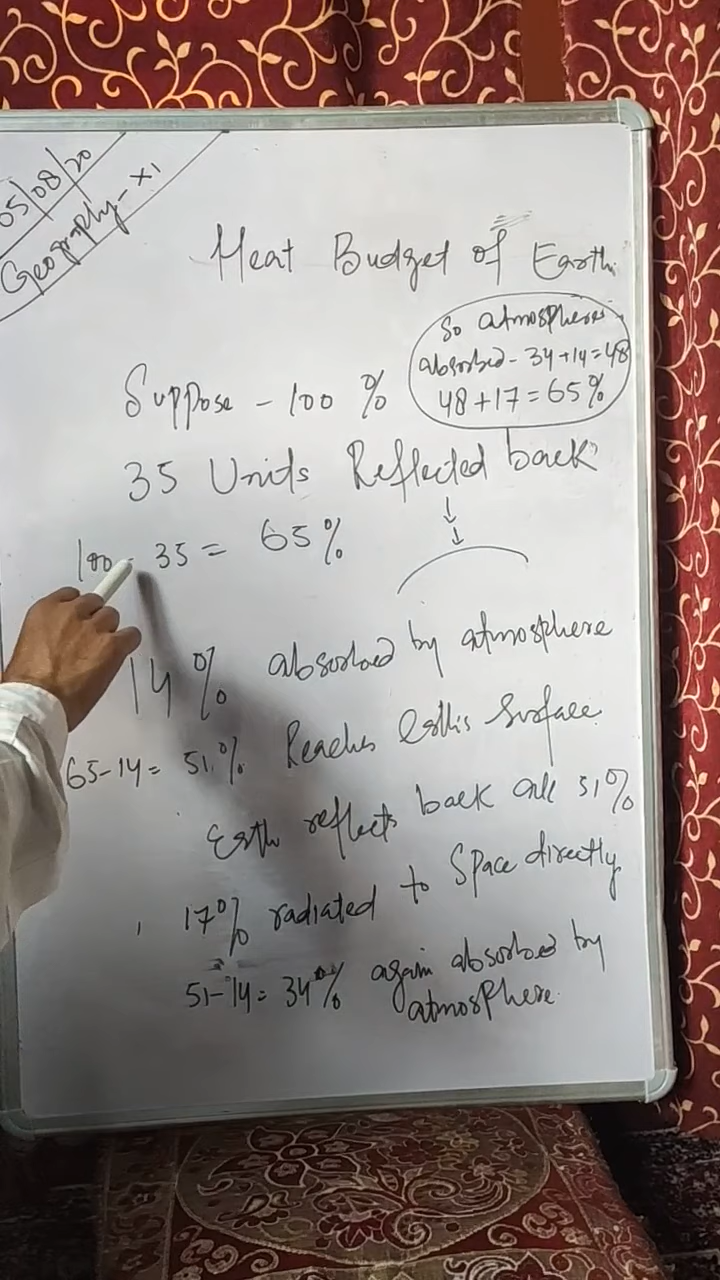 05/08/20
Geography-XI
Heat Budget of Earth
So atmosphere
absorbed - 34+14=48
48+17=65%
Suppose - 100 %
35 Units Reflected back
100 - 35 = 65%
14% absorbed by atmosphere
65-14= 51% Reaches Earth's Surface
Earth reflects back all 51%
17% radiated to Space directly
51-14= 34% again absorbed by
atmosphere.